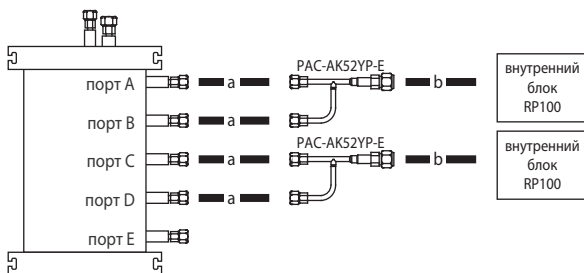 PAC-AK52YP-E
порт A
a
b
внутренний
блок
RP100
порт B
a
PAC-AK52YP-E
порт C
a
b
внутренний
блок
RP100
порт D
a
порт E